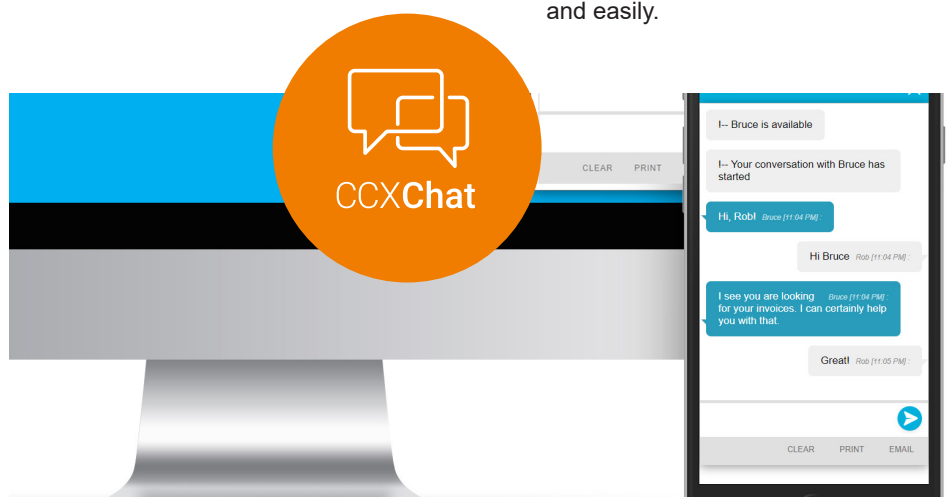 and easily.
CCXChat
CLEAR PRINT
!-- Bruce is available
!-- Your conversation with Bruce has
started
Hi, Rob! Bruce [11:04 PM] :
Hi Bruce Rob [11:04 PM] :
I see you are looking Bruce [11:04 PM] :
for your invoices. I can certainly help
you with that.
Great! Rob [11:05 PM] :
CLEAR PRINT EMAIL